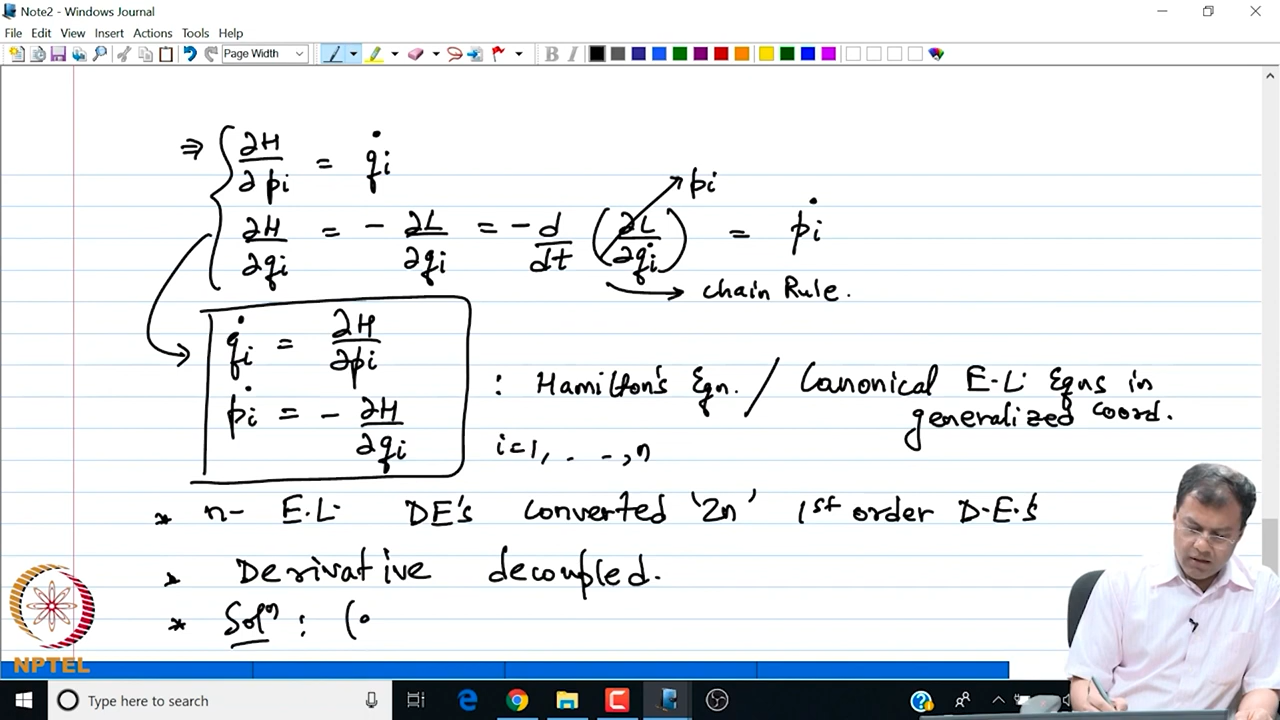 Note2 - Windows Journal
File Edit View Insert Actions Tools Help
Page Width
B I
⇒ { ∂H/∂pi = q̇i
∂H/∂qi = - ∂L/∂qi = - d/dt (∂L/∂q̇i) = ṗi
pi
chain Rule.
q̇i = ∂H/∂pi
ṗi = - ∂H/∂qi
: Hamilton's Eqn. / Canonical E-L. Eqns in
generalized coord.
i=1, . . . , n
* n- E.L. DE's converted '2n' 1st order D.E.s
* Derivative decoupled.
* Solⁿ : (
NPTEL
Type here to search